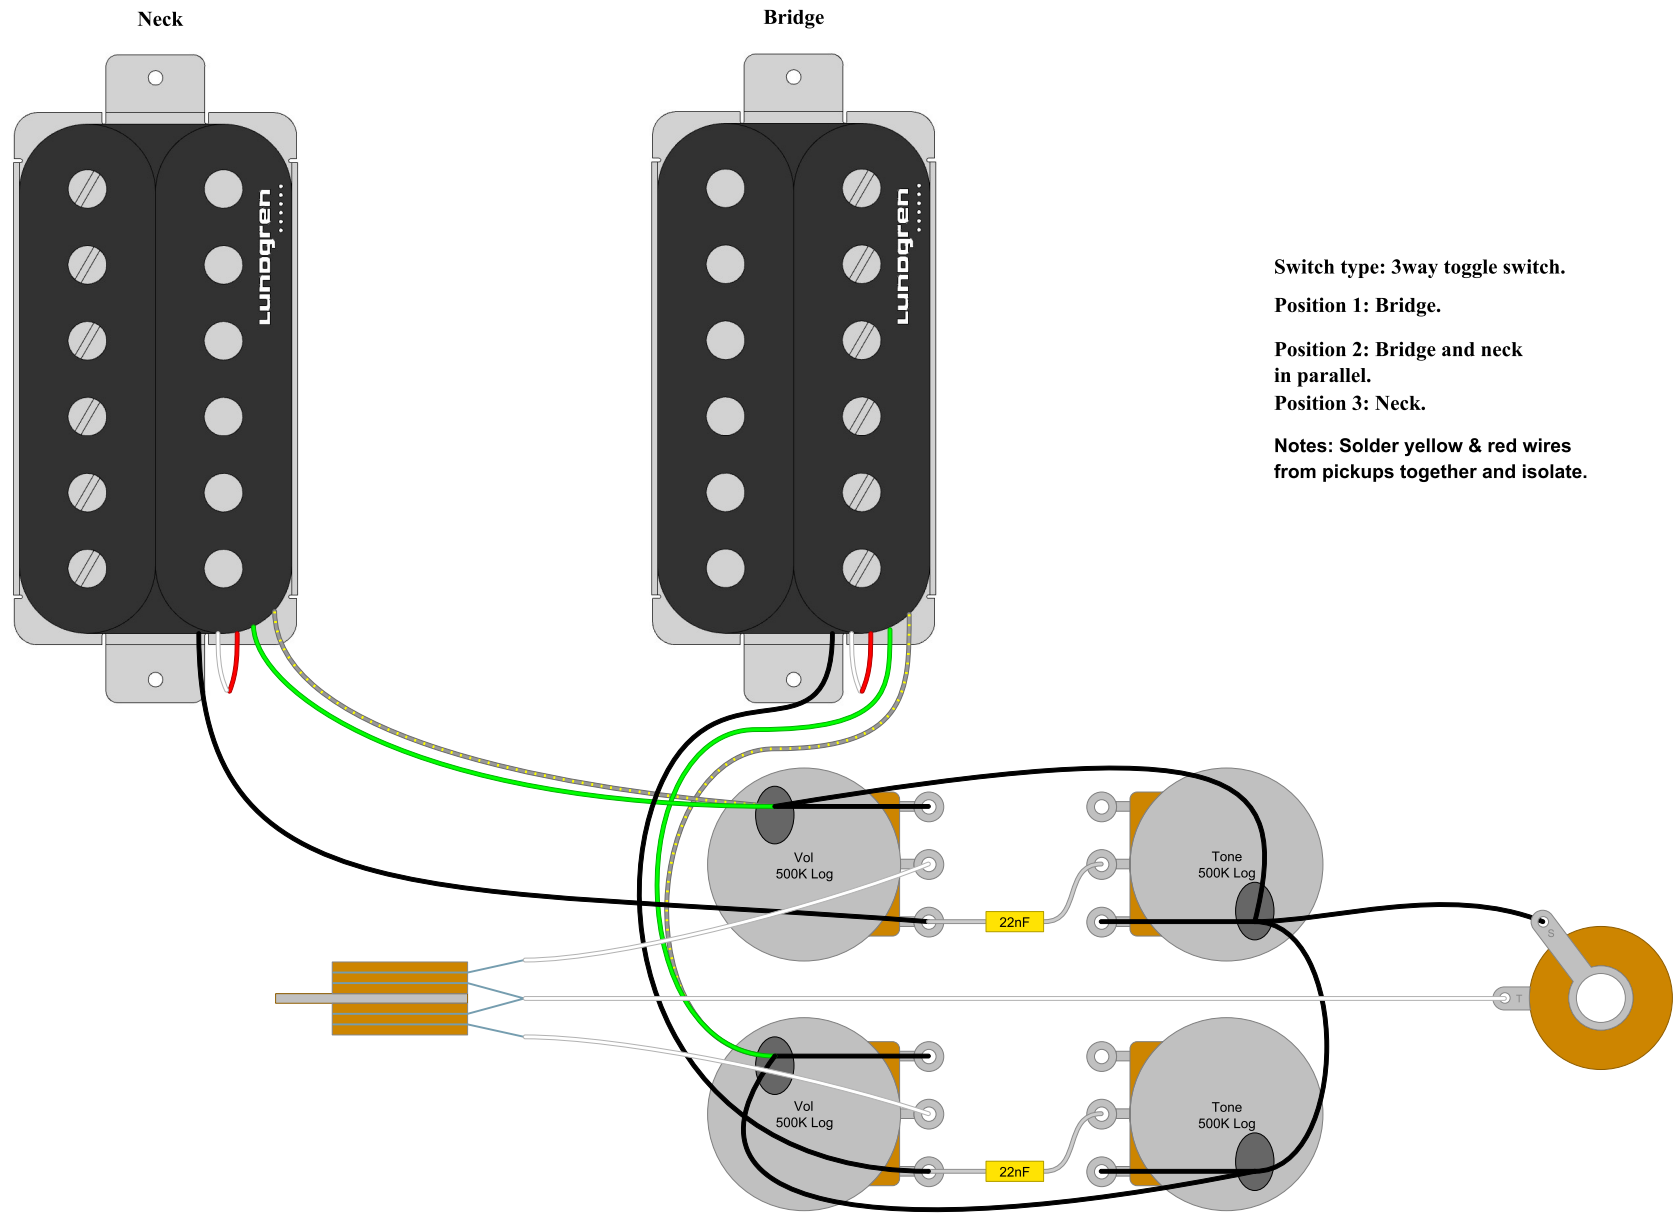 Neck
Bridge
LUNDGREN
LUNDGREN
Switch type: 3way toggle switch.
Position 1: Bridge.
Position 2: Bridge and neck
in parallel.
Position 3: Neck.
Notes: Solder yellow & red wires
from pickups together and isolate.
Vol
500K Log
Tone
500K Log
22nF
S
T
Vol
500K Log
Tone
500K Log
22nF